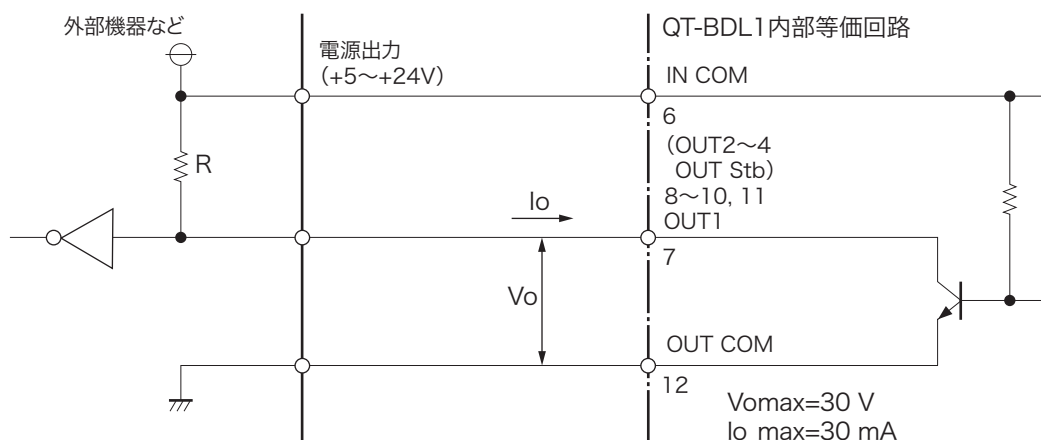 外部機器など
電源出力
（+5～+24V）
QT-BDL1内部等価回路
IN COM
6
（OUT2～4
OUT Stb）
8～10, 11
OUT1
7
R
Io
Vo
OUT COM
12
Vomax=30 V
Io max=30 mA